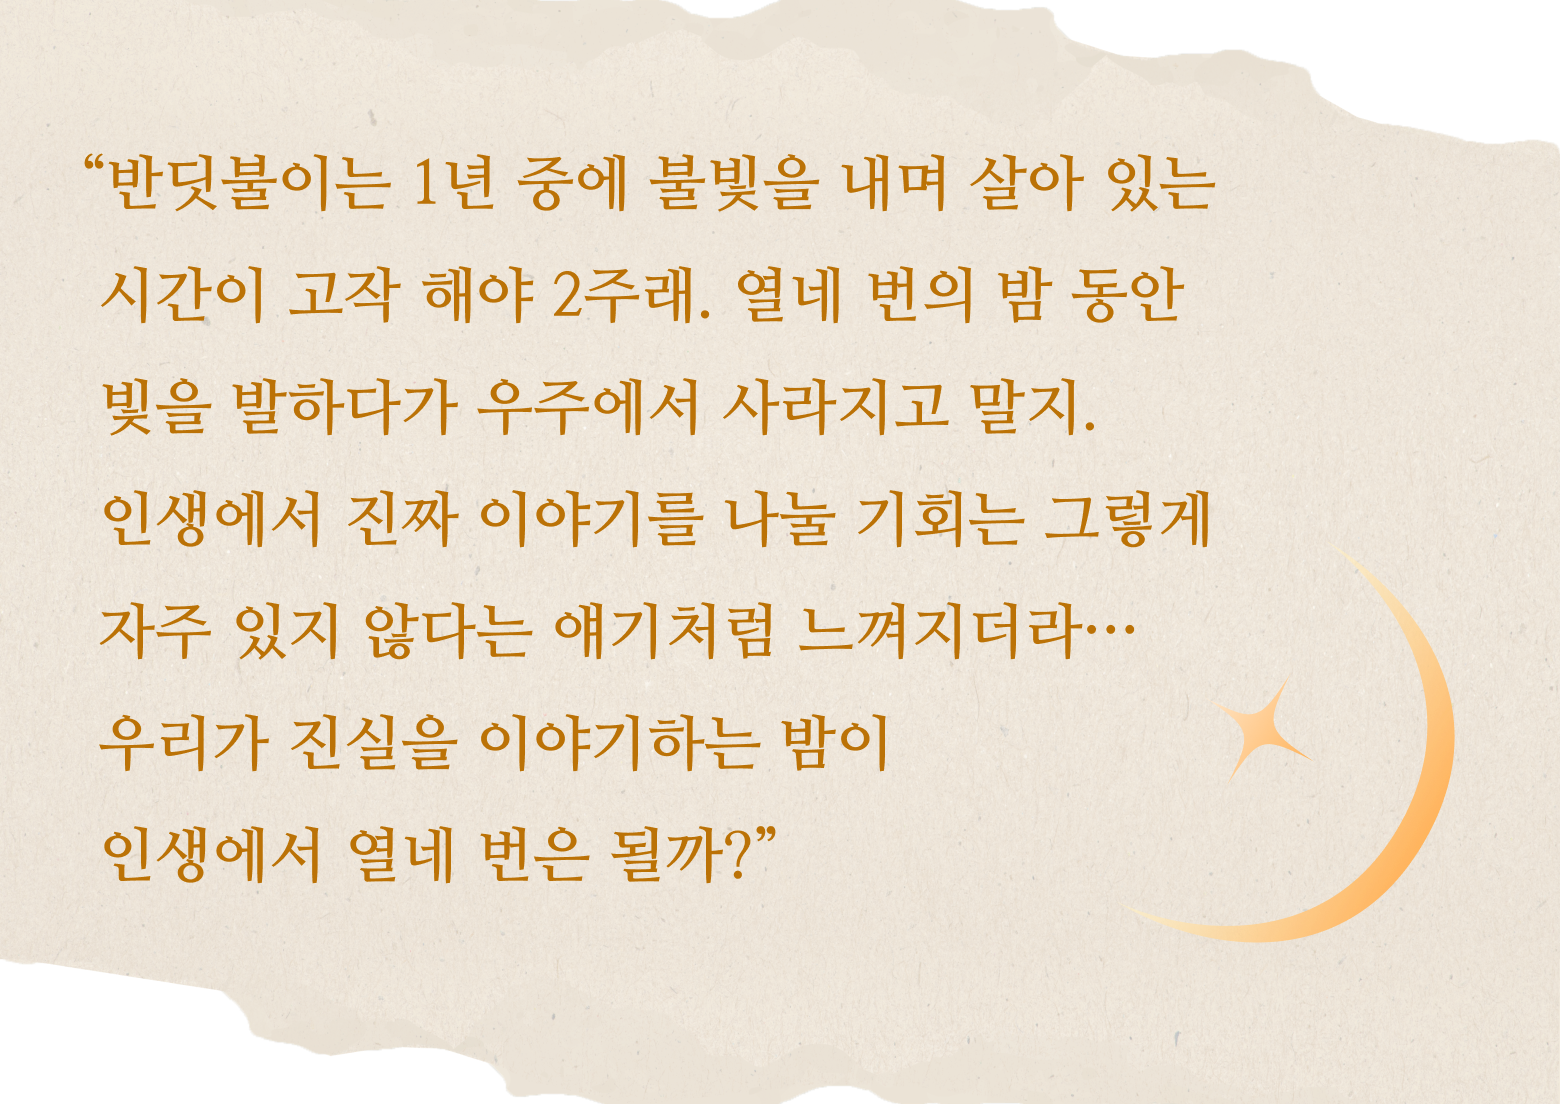 “반딧불이는 1년 중에 불빛을 내며 살아 있는
시간이 고작 해야 2주래. 열네 번의 밤 동안
빛을 발하다가 우주에서 사라지고 말지.
인생에서 진짜 이야기를 나눌 기회는 그렇게
자주 있지 않다는 얘기처럼 느껴지더라…
우리가 진실을 이야기하는 밤이
인생에서 열네 번은 될까?”